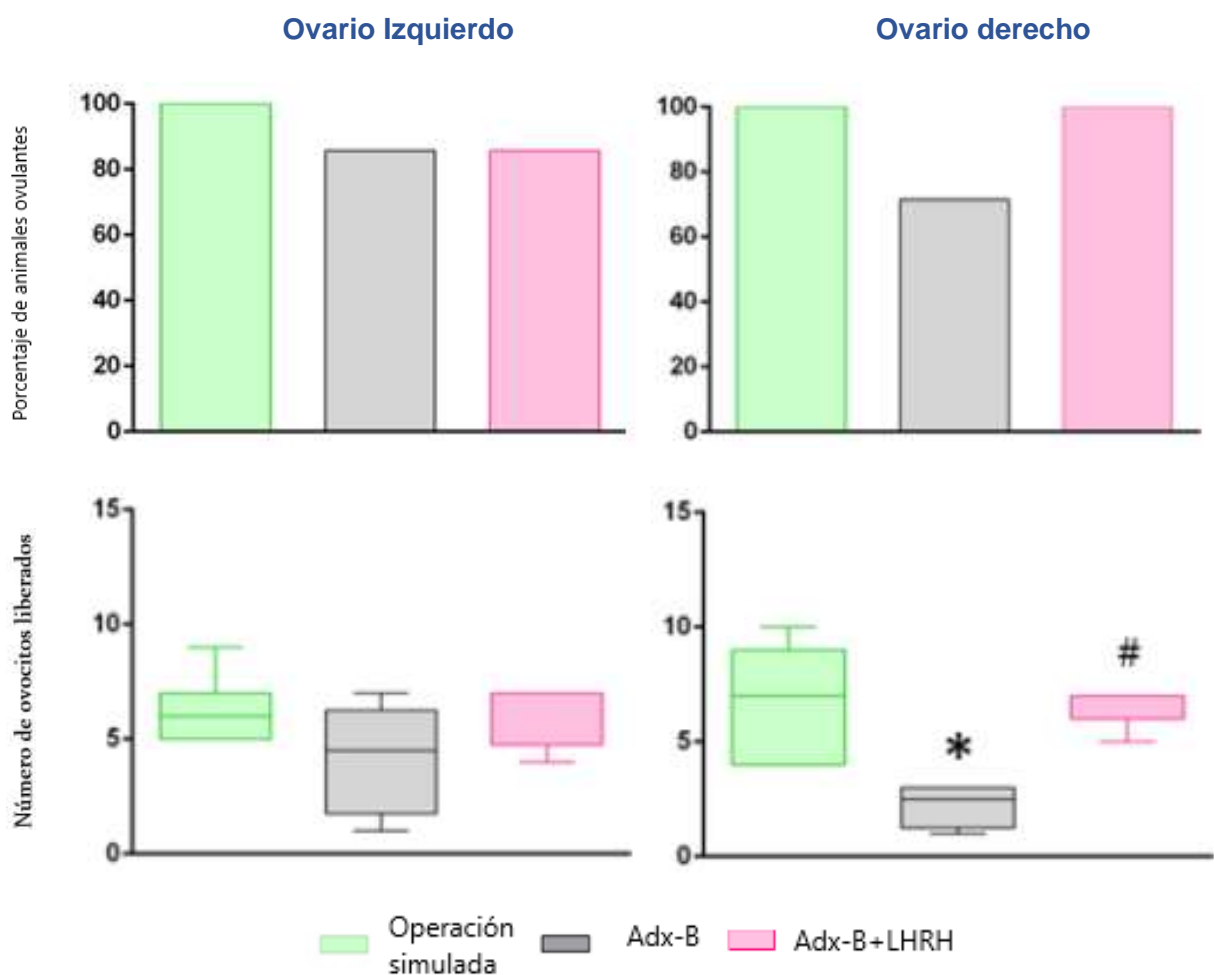 Ovario Izquierdo
Ovario derecho
Porcentaje de animales ovulantes
100
80
60
40
20
0
100
80
60
40
20
0
Número de ovocitos liberados
15
10
5
0
15
10
5
0
*
#
Operación
simulada
Adx-B
Adx-B+LHRH